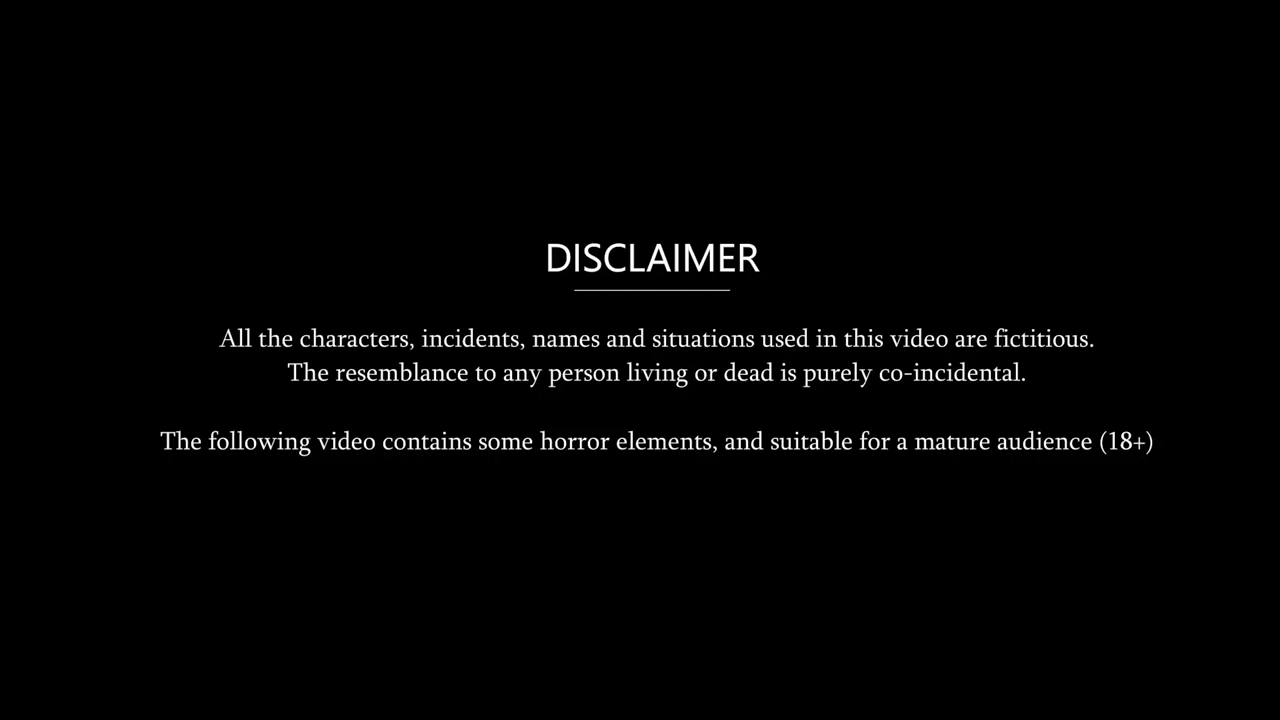 DISCLAIMER
All the characters, incidents, names and situations used in this video are fictitious.
The resemblance to any person living or dead is purely co-incidental.
The following video contains some horror elements, and suitable for a mature audience (18+)